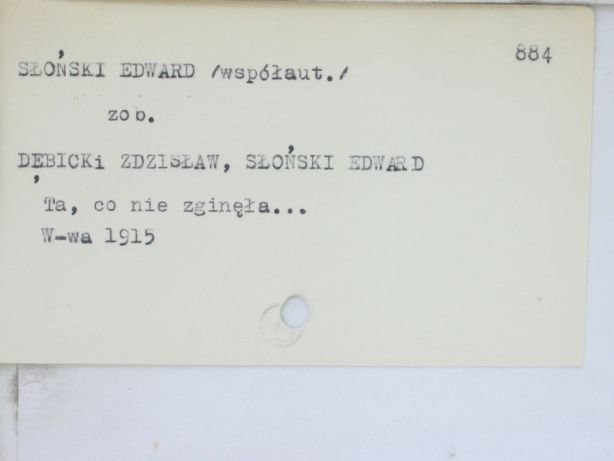 884
SŁOŃSKI EDWARD /współaut./
zob.
DĘBICKi ZDZISŁAW, SŁOŃSKI EDWARD
Ta, co nie zginęła...
W-wa 1915